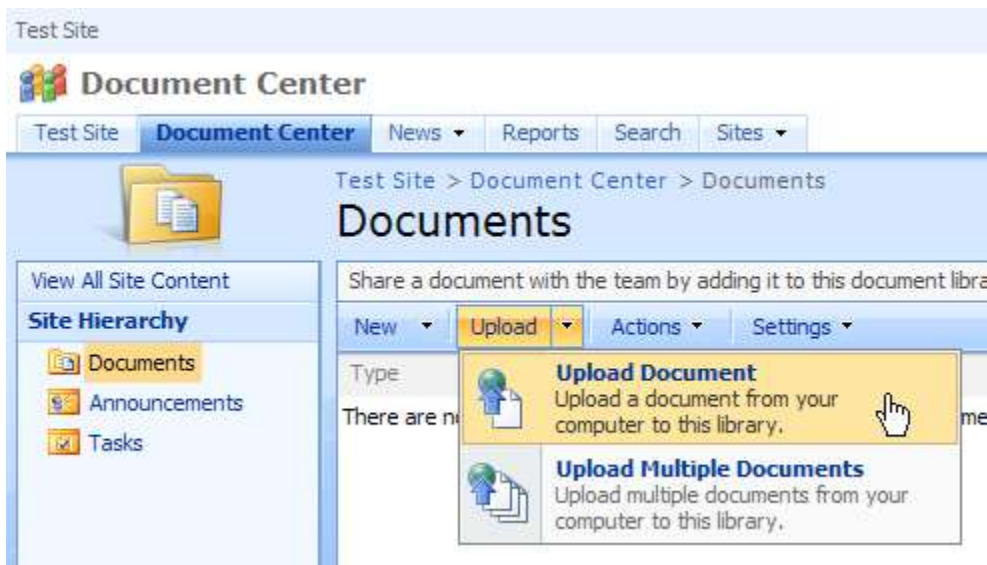 Test Site
Document Center
Test Site Document Center News Reports Search Sites
Test Site > Document Center > Documents
Documents
View All Site Content
Share a document with the team by adding it to this document libra
Site Hierarchy
New Upload Actions Settings
Documents
Announcements
Tasks
Type
There are n
Upload Document
Upload a document from your
computer to this library.
me
Upload Multiple Documents
Upload multiple documents from your
computer to this library.